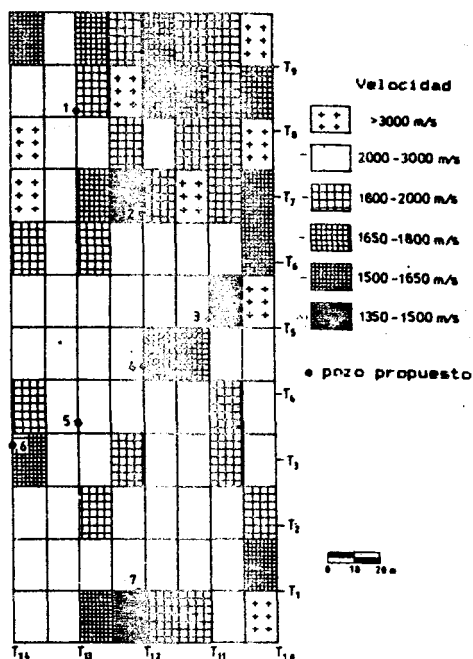 Velocidad
>3000 m/s
2000-3000 m/s
1600-2000 m/s
1650-1800 m/s
1500-1650 m/s
1350-1500 m/s
pozo propuesto
T9
T8
T7
T6
T5
T4
T3
T2
T1
1
2
3
4
5
6
7
0 10 20 m
T14 T13 T12 T11 T10